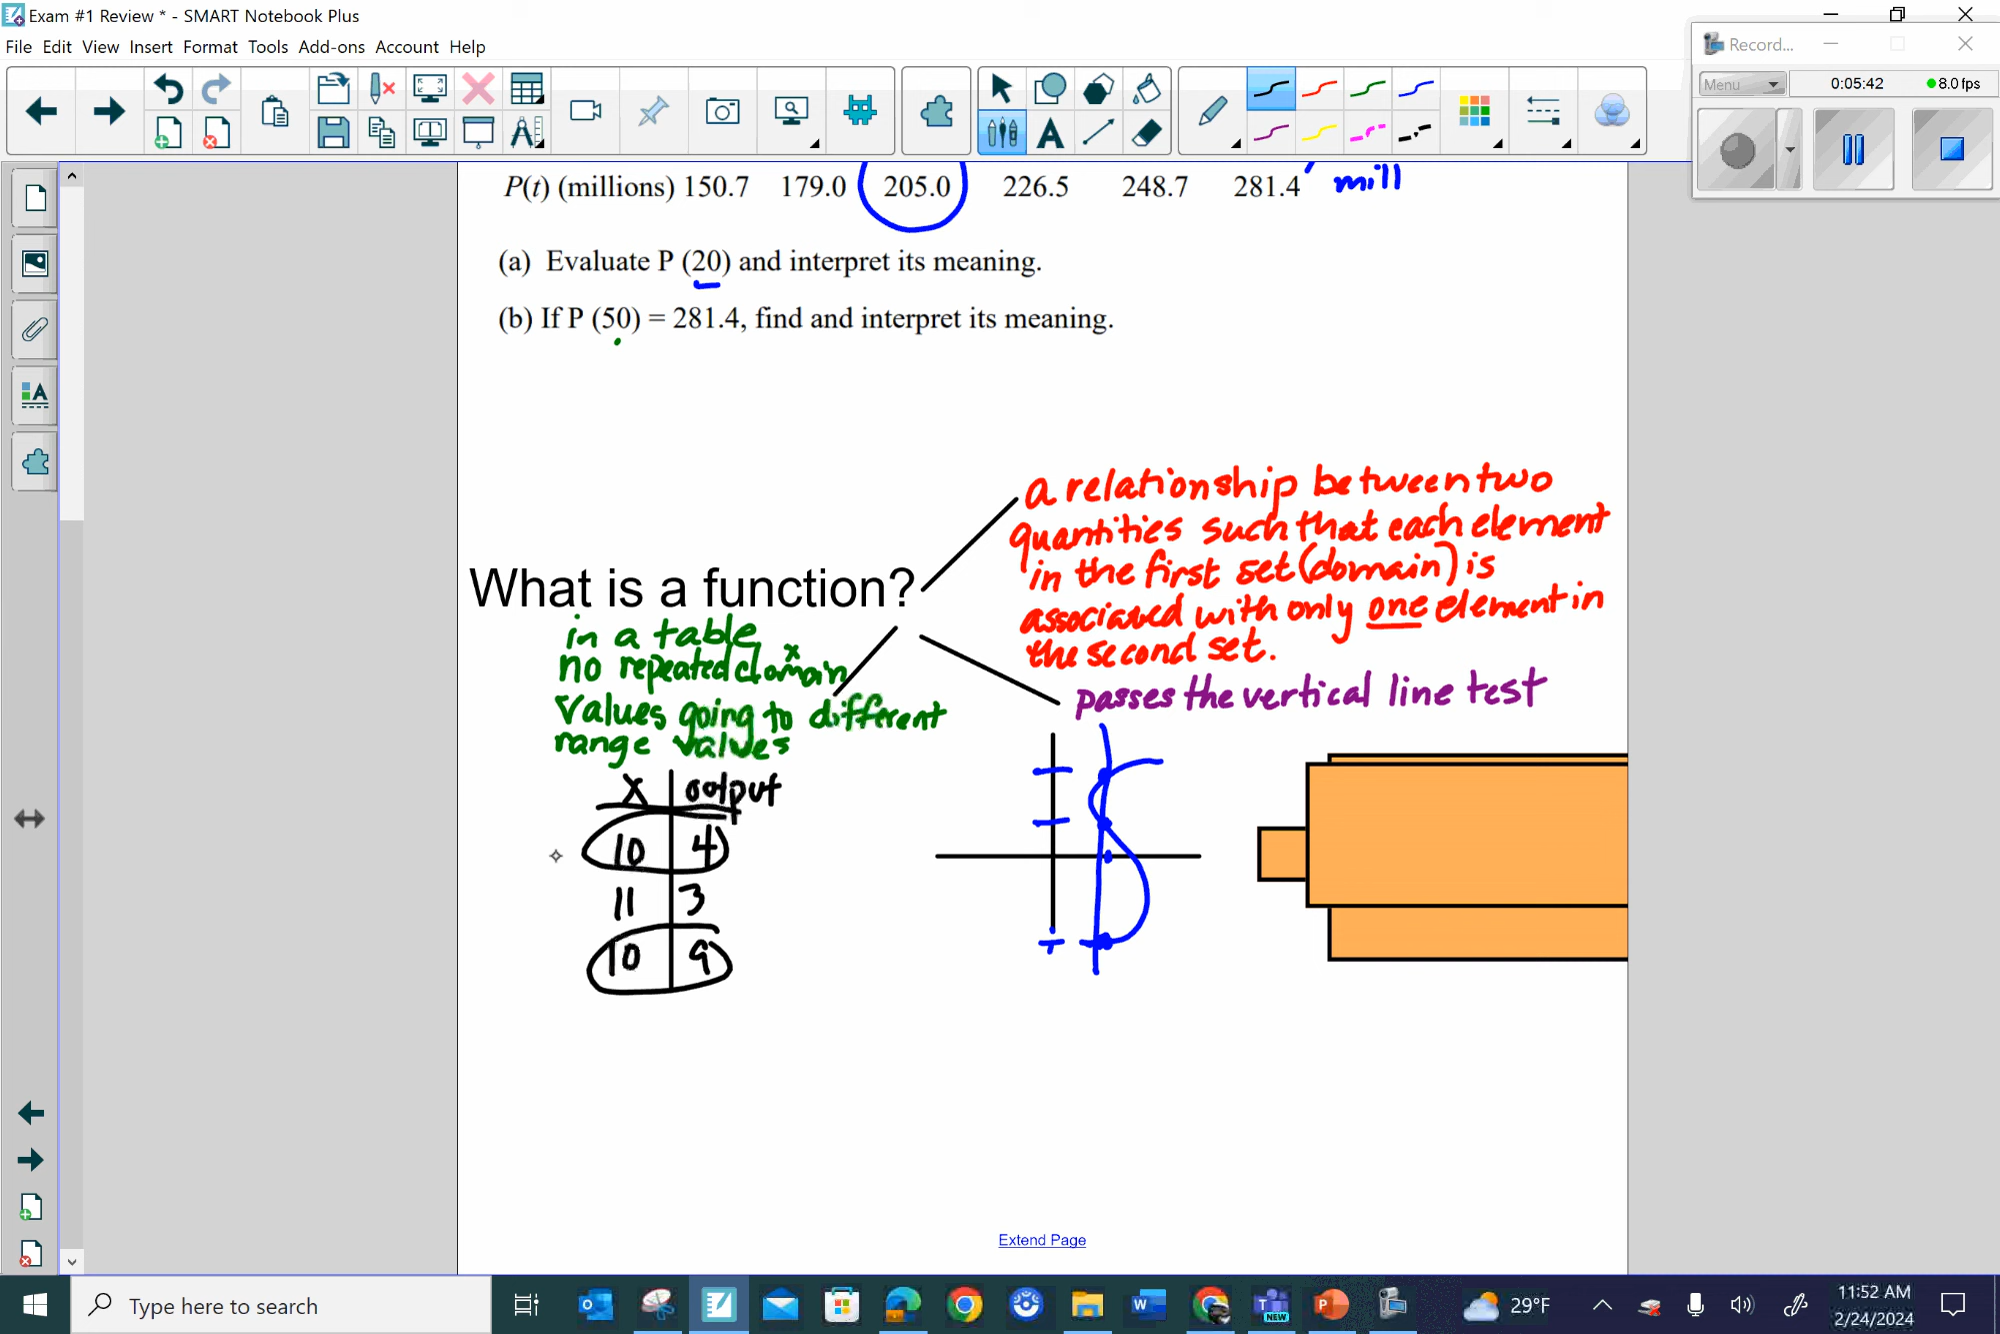 Exam #1 Review * - SMART Notebook Plus
File Edit View Insert Format Tools Add-ons Account Help
Record...
Menu 0:05:42 8.0 fps
P(t) (millions) 150.7 179.0 205.0 226.5 248.7 281.4 mill
(a) Evaluate P (20) and interpret its meaning.
(b) If P (50) = 281.4, find and interpret its meaning.
a relationship between two
quantities such that each element
in the first set (domain) is
associated with only one element in
the second set.
What is a function?
in a table
x
no repeated domain
values going to different
range values
passes the vertical line test
x output
10 4
11 3
10 9
Extend Page
Type here to search
NEW
29°F
11:52 AM
2/24/2024